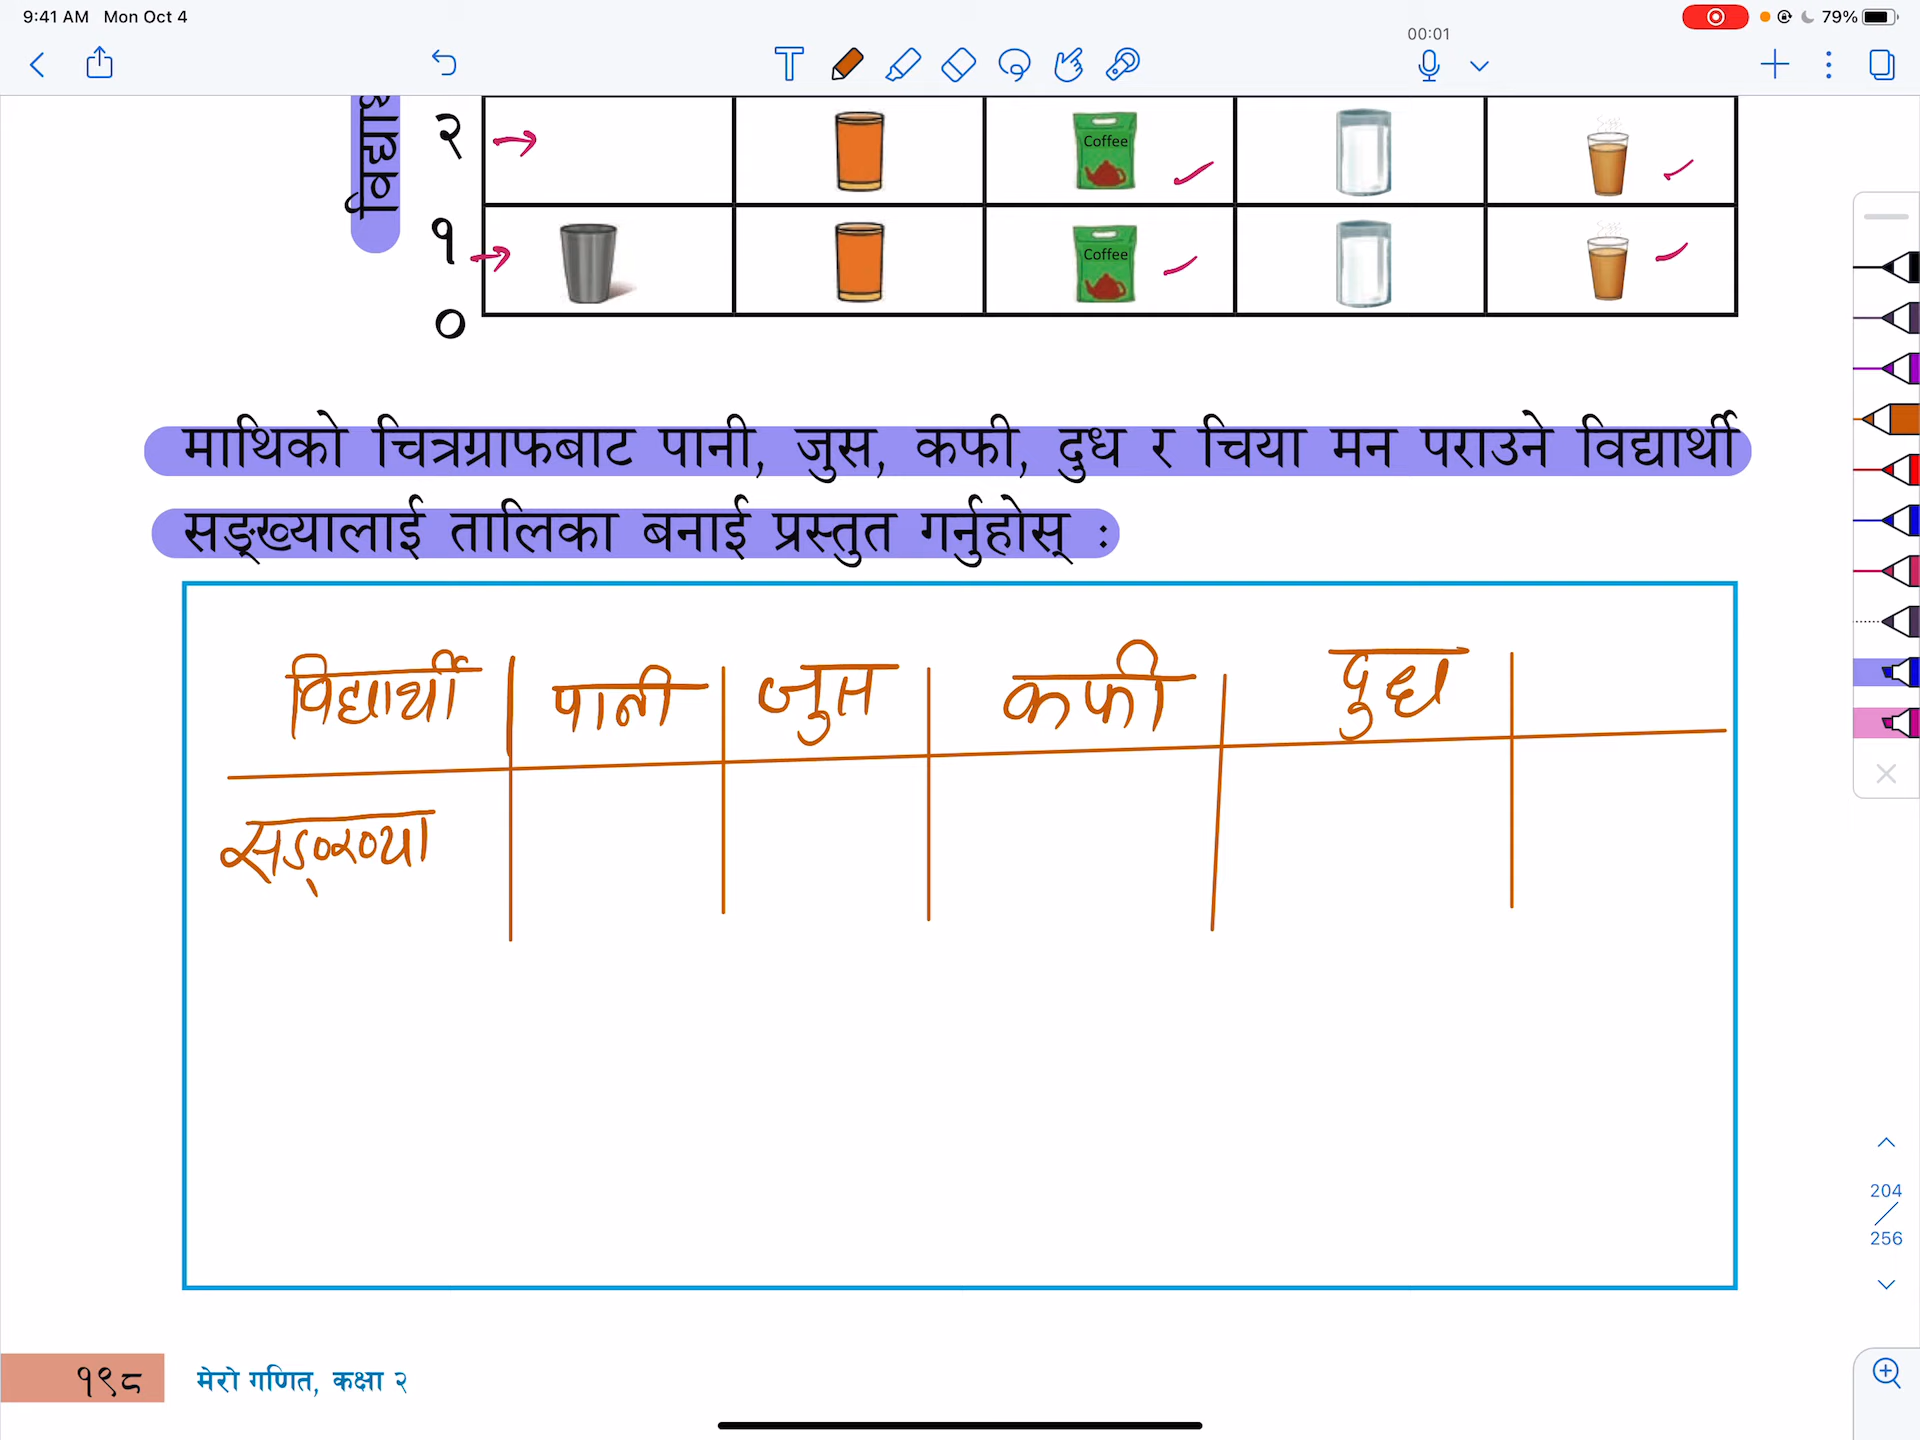 9:41 AM Mon Oct 4
79%
00:01
T
२
Coffee
१
Coffee
०
माथिको चित्रग्राफबाट पानी, जुस, कफी, दुध र चिया मन पराउने विद्यार्थी
सङ्ख्यालाई तालिका बनाई प्रस्तुत गर्नुहोस् :
विद्यार्थी पानी जुस कफी दुध
सङ्ख्या
204
256
१९८ मेरो गणित, कक्षा २